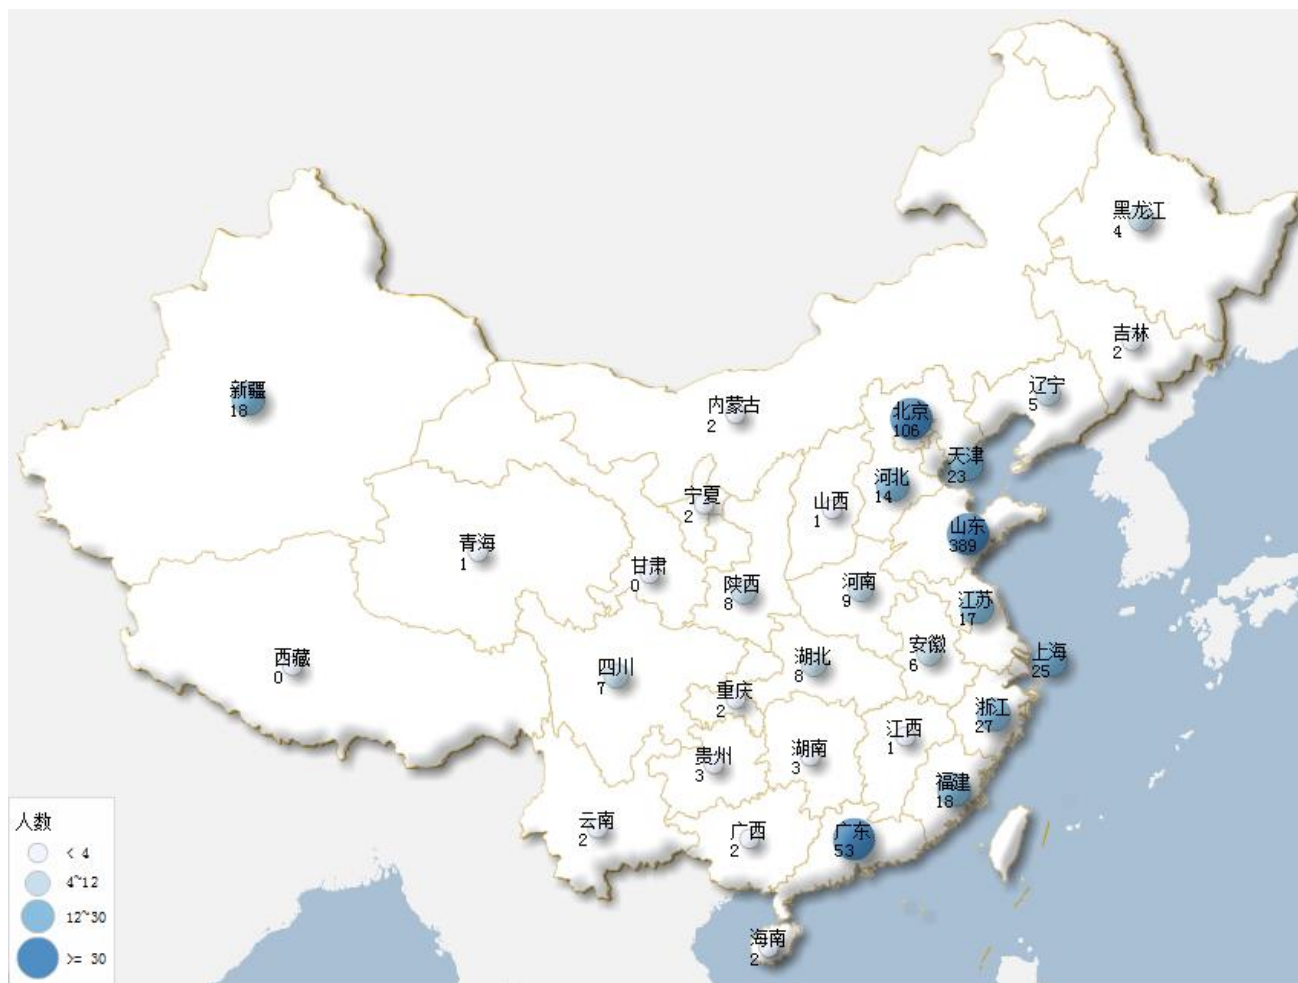 黑龙江
4
吉林
2
辽宁
5
新疆
18
内蒙古
2
北京
106
天津
23
河北
14
宁夏
2
山西
1
山东
389
青海
1
甘肃
0
陕西
8
河南
9
江苏
17
西藏
0
四川
7
湖北
8
安徽
6
上海
25
重庆
2
浙江
27
江西
1
贵州
3
湖南
3
福建
18
云南
2
广西
2
广东
53
海南
2
人数
< 4
4~12
12~30
>= 30